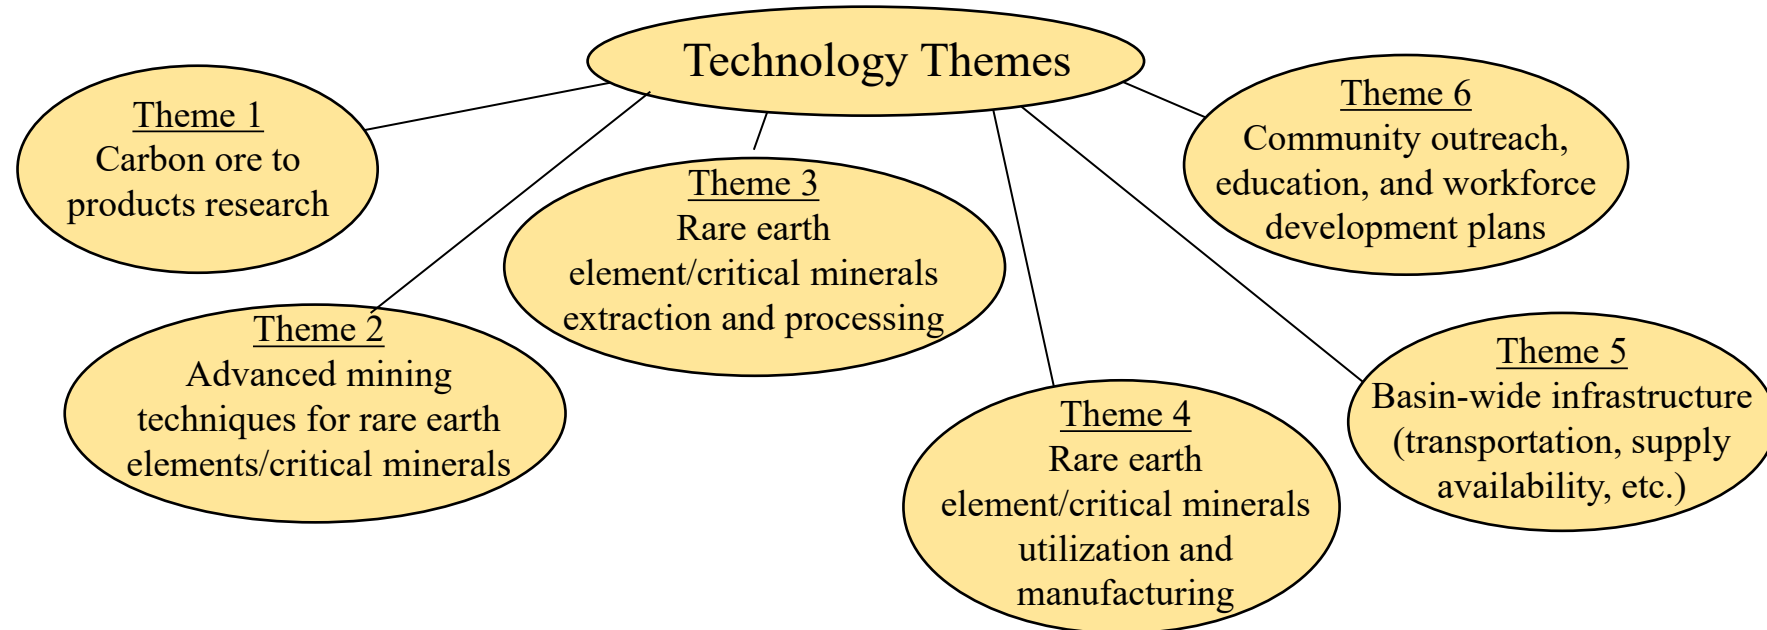 Technology Themes
Theme 1
Carbon ore to
products research
Theme 2
Advanced mining
techniques for rare earth
elements/critical minerals
Theme 3
Rare earth
element/critical minerals
extraction and processing
Theme 4
Rare earth
element/critical minerals
utilization and
manufacturing
Theme 5
Basin-wide infrastructure
(transportation, supply
availability, etc.)
Theme 6
Community outreach,
education, and workforce
development plans